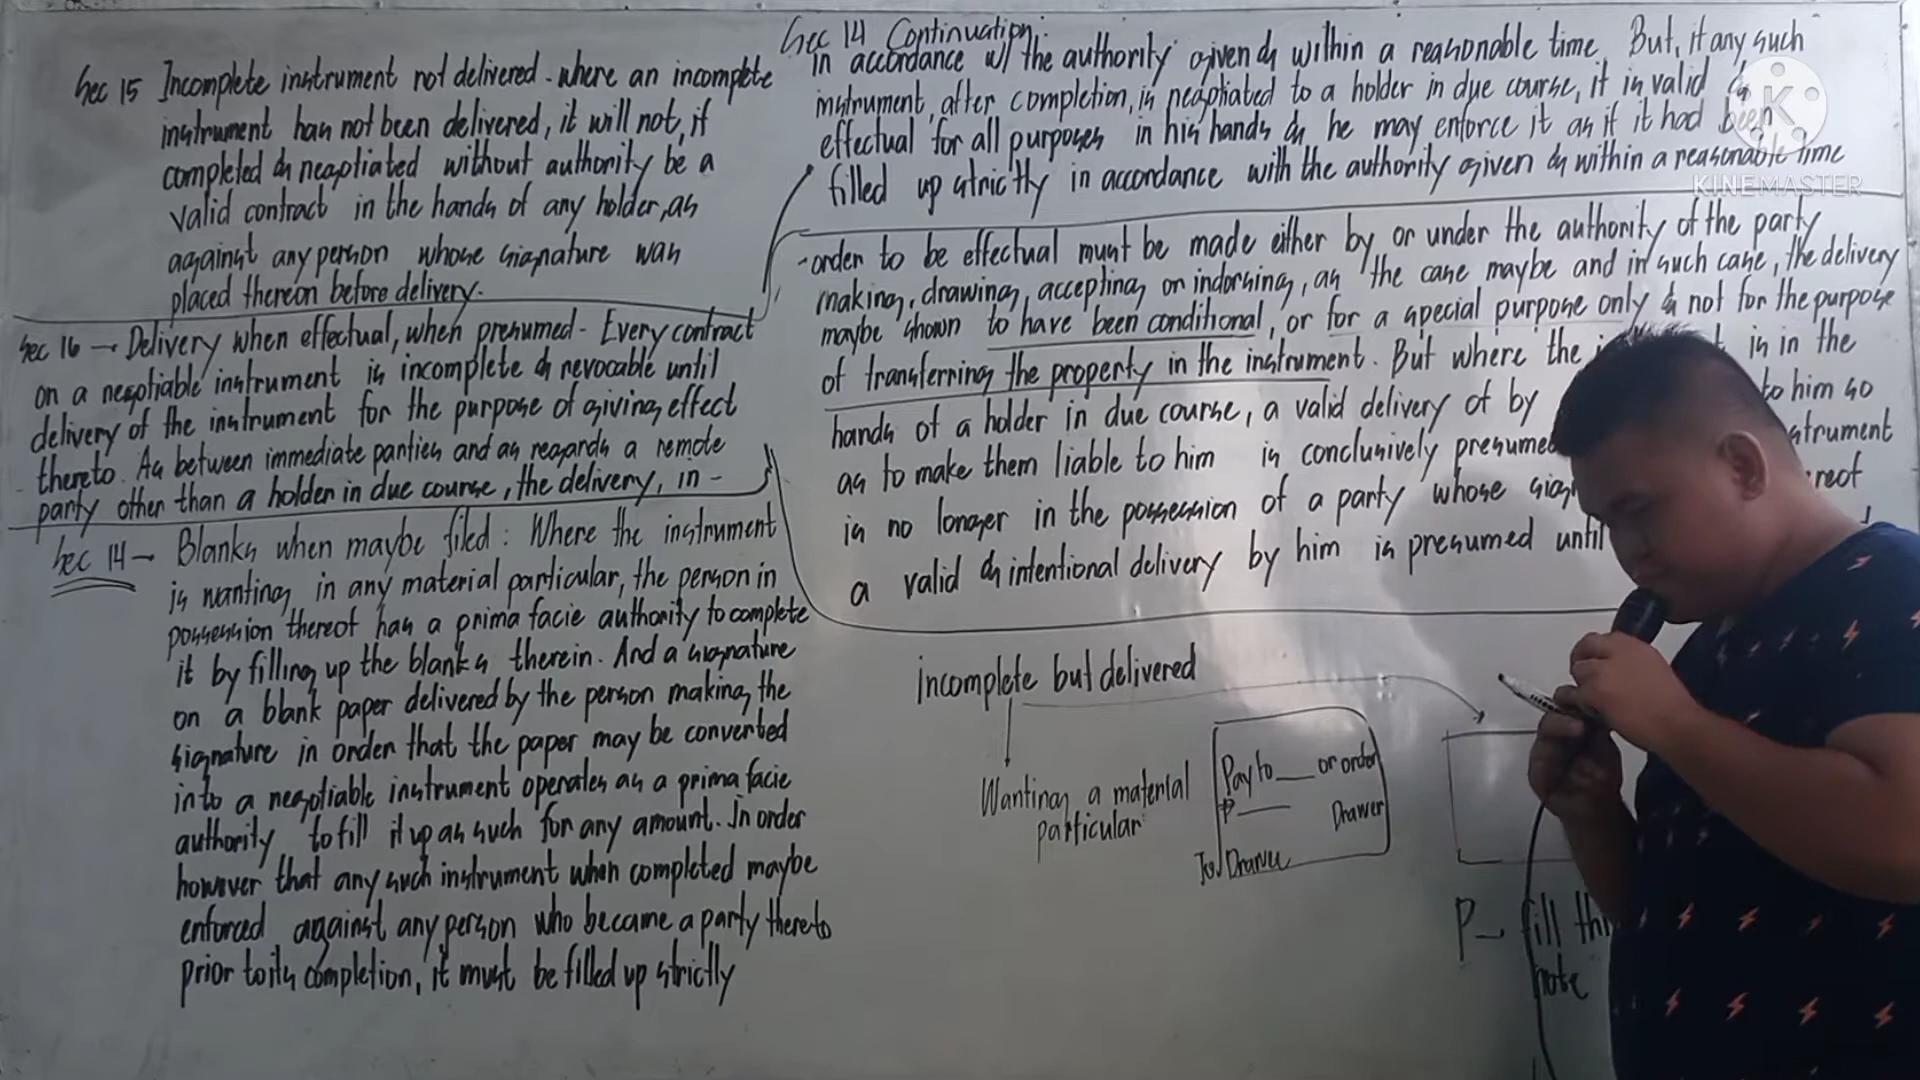 Sec 15 Incomplete instrument not delivered - where an incomplete
instrument has not been delivered, it will not, if
completed & negotiated without authority be a
valid contract in the hands of any holder, as
against any person whose signature was
placed thereon before delivery.
Sec 16 - Delivery when effectual, when presumed - Every contract
on a negotiable instrument is incomplete & revocable until
delivery of the instrument for the purpose of giving effect
thereto. As between immediate parties and as regards a remote
party other than a holder in due course, the delivery, in -
Sec 14 - Blanks when maybe filed: Where the instrument
is wanting in any material particular, the person in
possession thereof has a prima facie authority to complete
it by filling up the blanks therein. And a signature
on a blank paper delivered by the person making the
signature in order that the paper may be converted
into a negotiable instrument operates as a prima facie
authority to fill it up as such for any amount. In order
however that any such instrument when completed maybe
enforced against any person who became a party thereto
prior to its completion, it must be filled up strictly
Sec 14 Continuation:
in accordance w/ the authority given & within a reasonable time. But, if any such
instrument, after completion, is negotiated to a holder in due course, it is valid &
effectual for all purposes in his hands & he may enforce it as if it had been
filled up strictly in accordance with the authority given & within a reasonable time
-order to be effectual must be made either by or under the authority of the party
making, drawing, accepting or indorsing, as the case maybe and in such case, the delivery
maybe shown to have been conditional, or for a special purpose only & not for the purpose
of transferring the property in the instrument. But where the is in the
hands of a holder in due course, a valid delivery of by to him so
as to make them liable to him is conclusively presumed
is no longer in the possession of a party whose
a valid & intentional delivery by him is presumed until
incomplete but delivered
Wanting a material
particular
Pay to ___ or order
P ___
Drawer
To: Drawee
P - fill
note
K
KINEMASTER